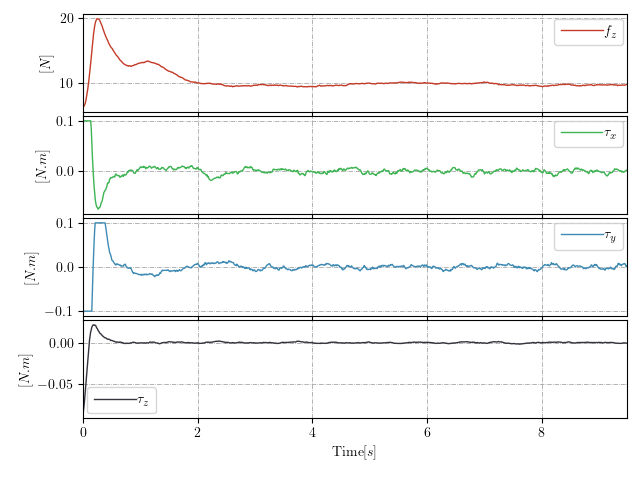 20
10
[N]
f_z
0.1
0.0
[N.m]
τ_x
0.1
0.0
−0.1
[N.m]
τ_y
0.00
−0.05
[N.m]
τ_z
0 2 4 6 8
Time[s]